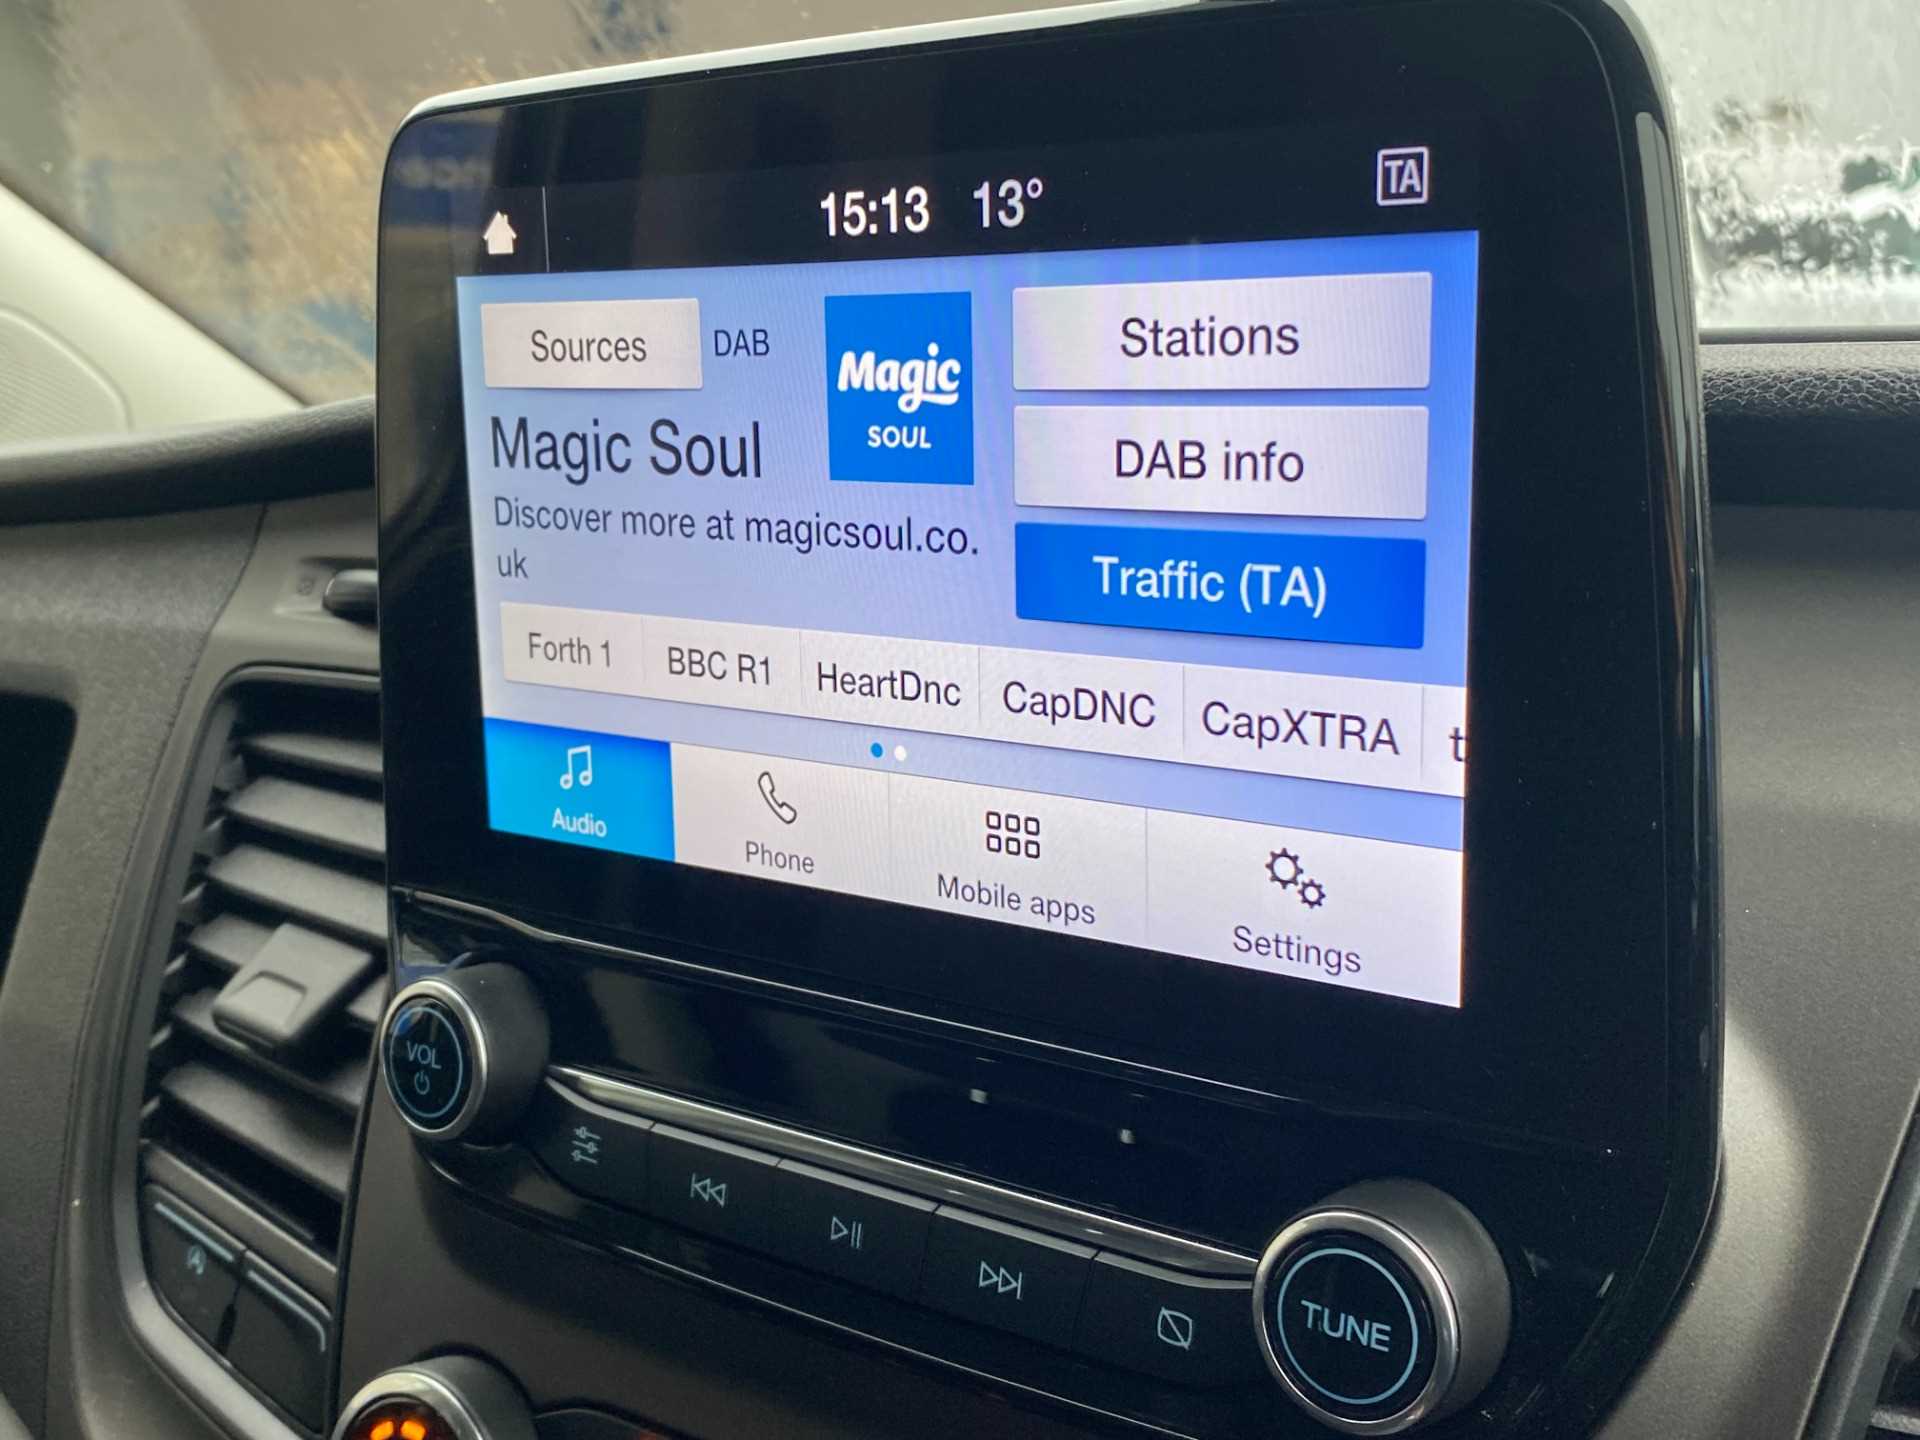 15:13 13°
TA
Sources
DAB
Magic
SOUL
Magic Soul
Discover more at magicsoul.co.
uk
Stations
DAB info
Traffic (TA)
Forth 1
BBC R1
HeartDnc
CapDNC
CapXTRA
t
Audio
Phone
Mobile apps
Settings
VOL
TUNE